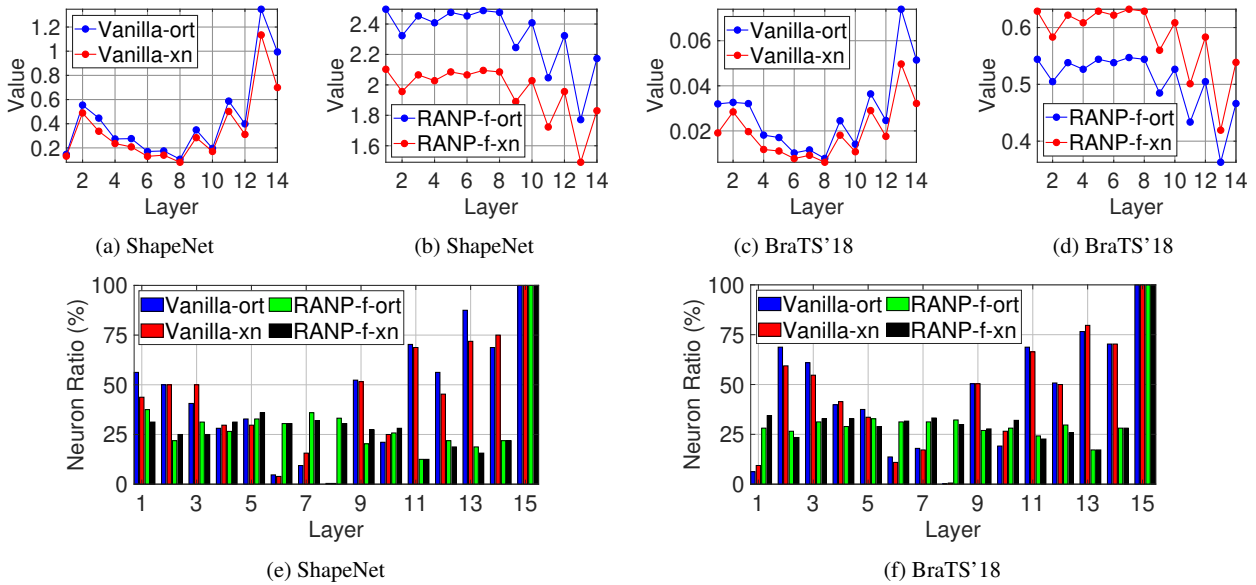 Value
1.2
1
0.8
0.6
0.4
0.2
Vanilla-ort
Vanilla-xn
2 4 6 8 10 12 14
Layer
(a) ShapeNet
Value
2.4
2.2
2
1.8
1.6
RANP-f-ort
RANP-f-xn
2 4 6 8 10 12 14
Layer
(b) ShapeNet
Value
0.06
0.04
0.02
Vanilla-ort
Vanilla-xn
2 4 6 8 10 12 14
Layer
(c) BraTS'18
Value
0.6
0.5
0.4
RANP-f-ort
RANP-f-xn
2 4 6 8 10 12 14
Layer
(d) BraTS'18
Neuron Ratio (%)
100
75
50
25
0
Vanilla-ort RANP-f-ort
Vanilla-xn RANP-f-xn
1 3 5 7 9 11 13 15
Layer
(e) ShapeNet
Neuron Ratio (%)
100
75
50
25
0
Vanilla-ort RANP-f-ort
Vanilla-xn RANP-f-xn
1 3 5 7 9 11 13 15
Layer
(f) BraTS'18